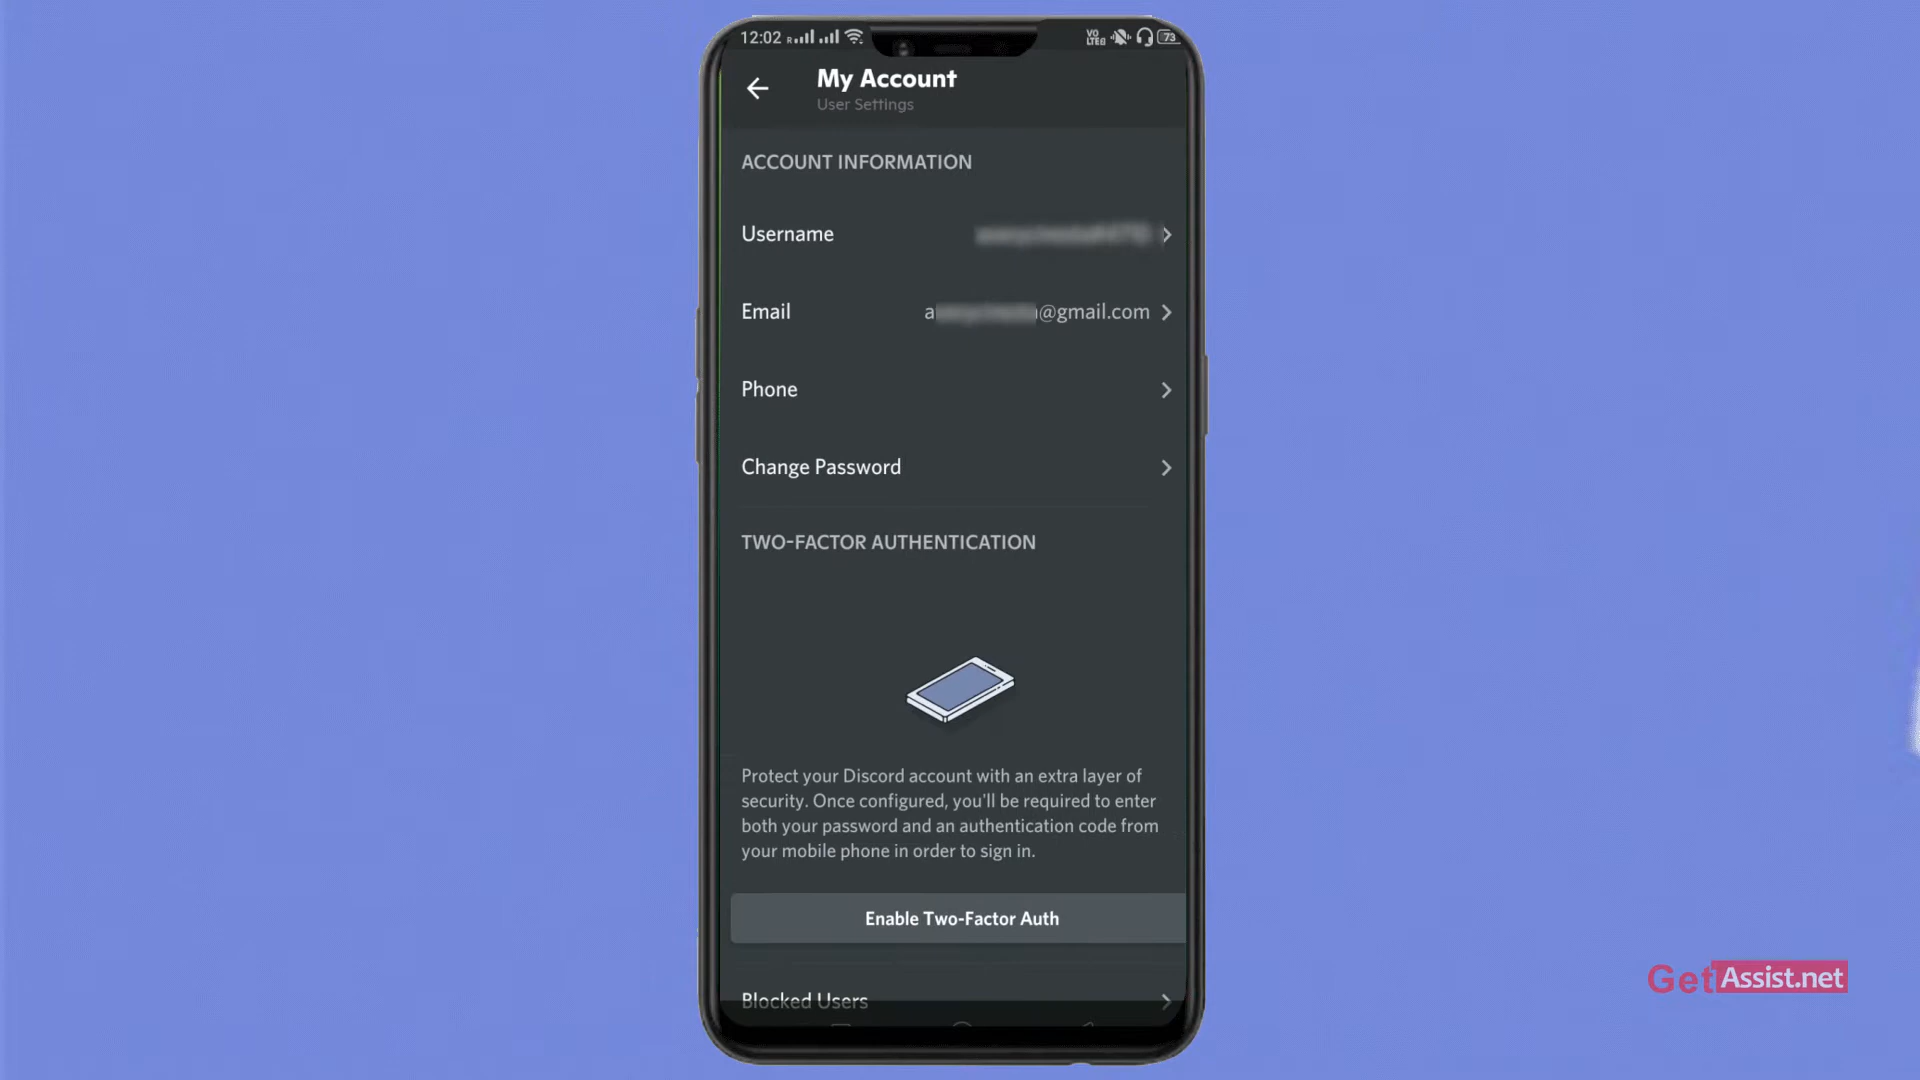 12:02 R VO LTE 73
My Account
User Settings
ACCOUNT INFORMATION
Username
Email a @gmail.com
Phone
Change Password
TWO-FACTOR AUTHENTICATION
Protect your Discord account with an extra layer of
security. Once configured, you'll be required to enter
both your password and an authentication code from
your mobile phone in order to sign in.
Enable Two-Factor Auth
Blocked Users
GetAssist.net